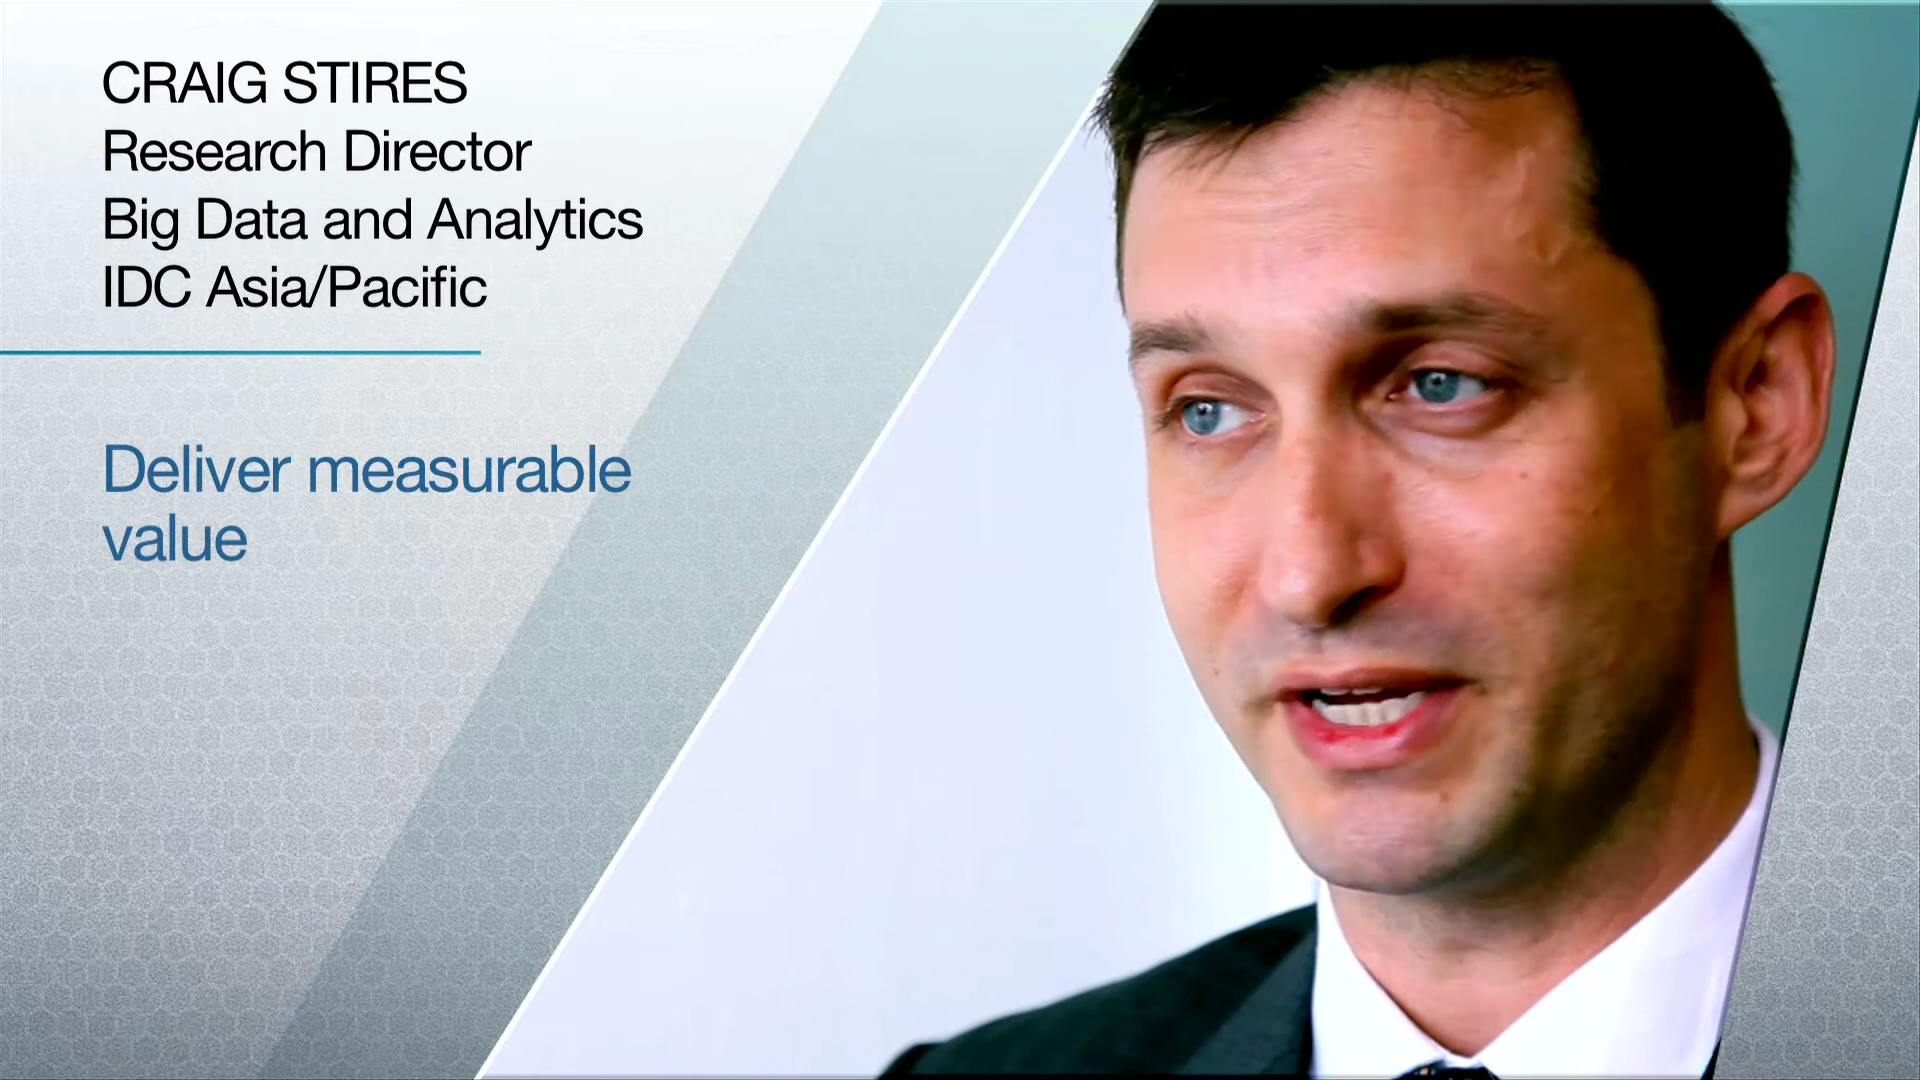 CRAIG STIRES
Research Director
Big Data and Analytics
IDC Asia/Pacific
Deliver measurable
value